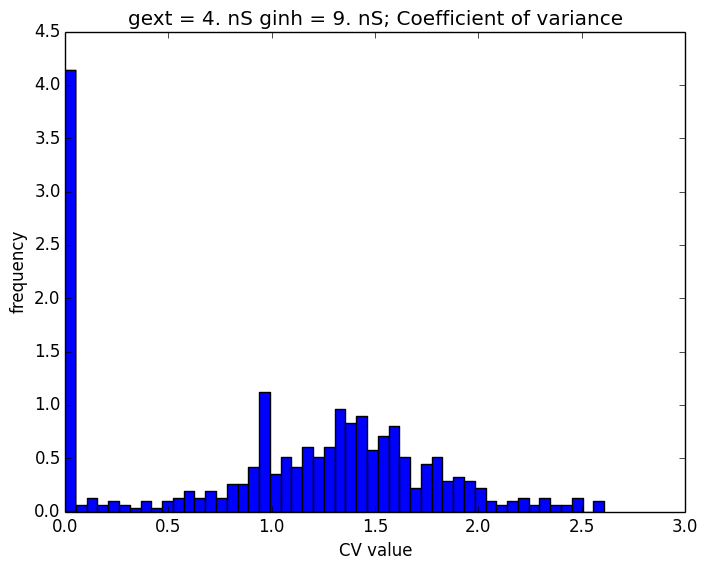 gext = 4. nS ginh = 9. nS; Coefficient of variance
4.5
4.0
3.5
3.0
2.5
2.0
1.5
1.0
0.5
0.0
frequency
0.0 0.5 1.0 1.5 2.0 2.5 3.0
CV value